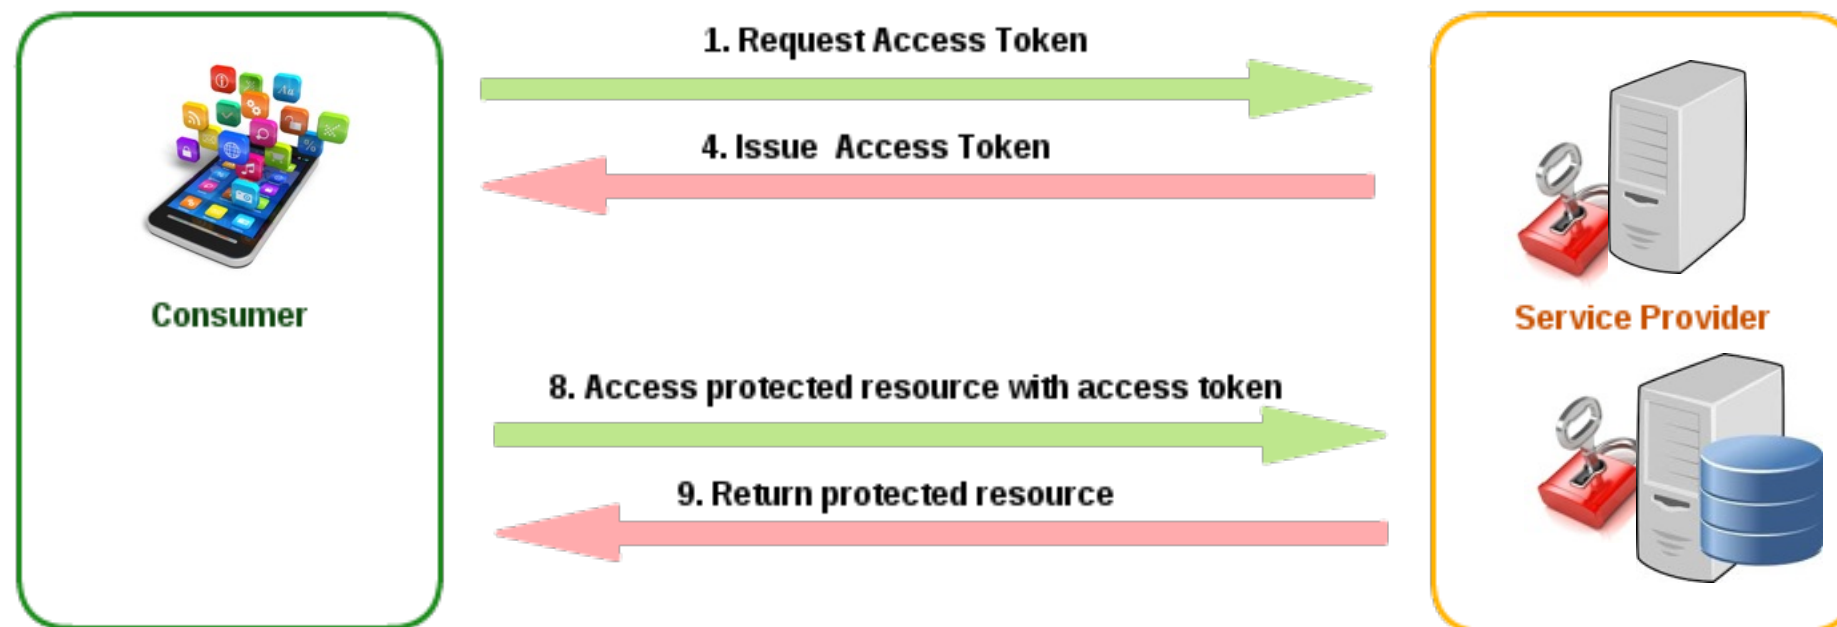 1. Request Access Token
4. Issue  Access Token
Consumer
Service Provider
8. Access protected resource with access token
9. Return protected resource